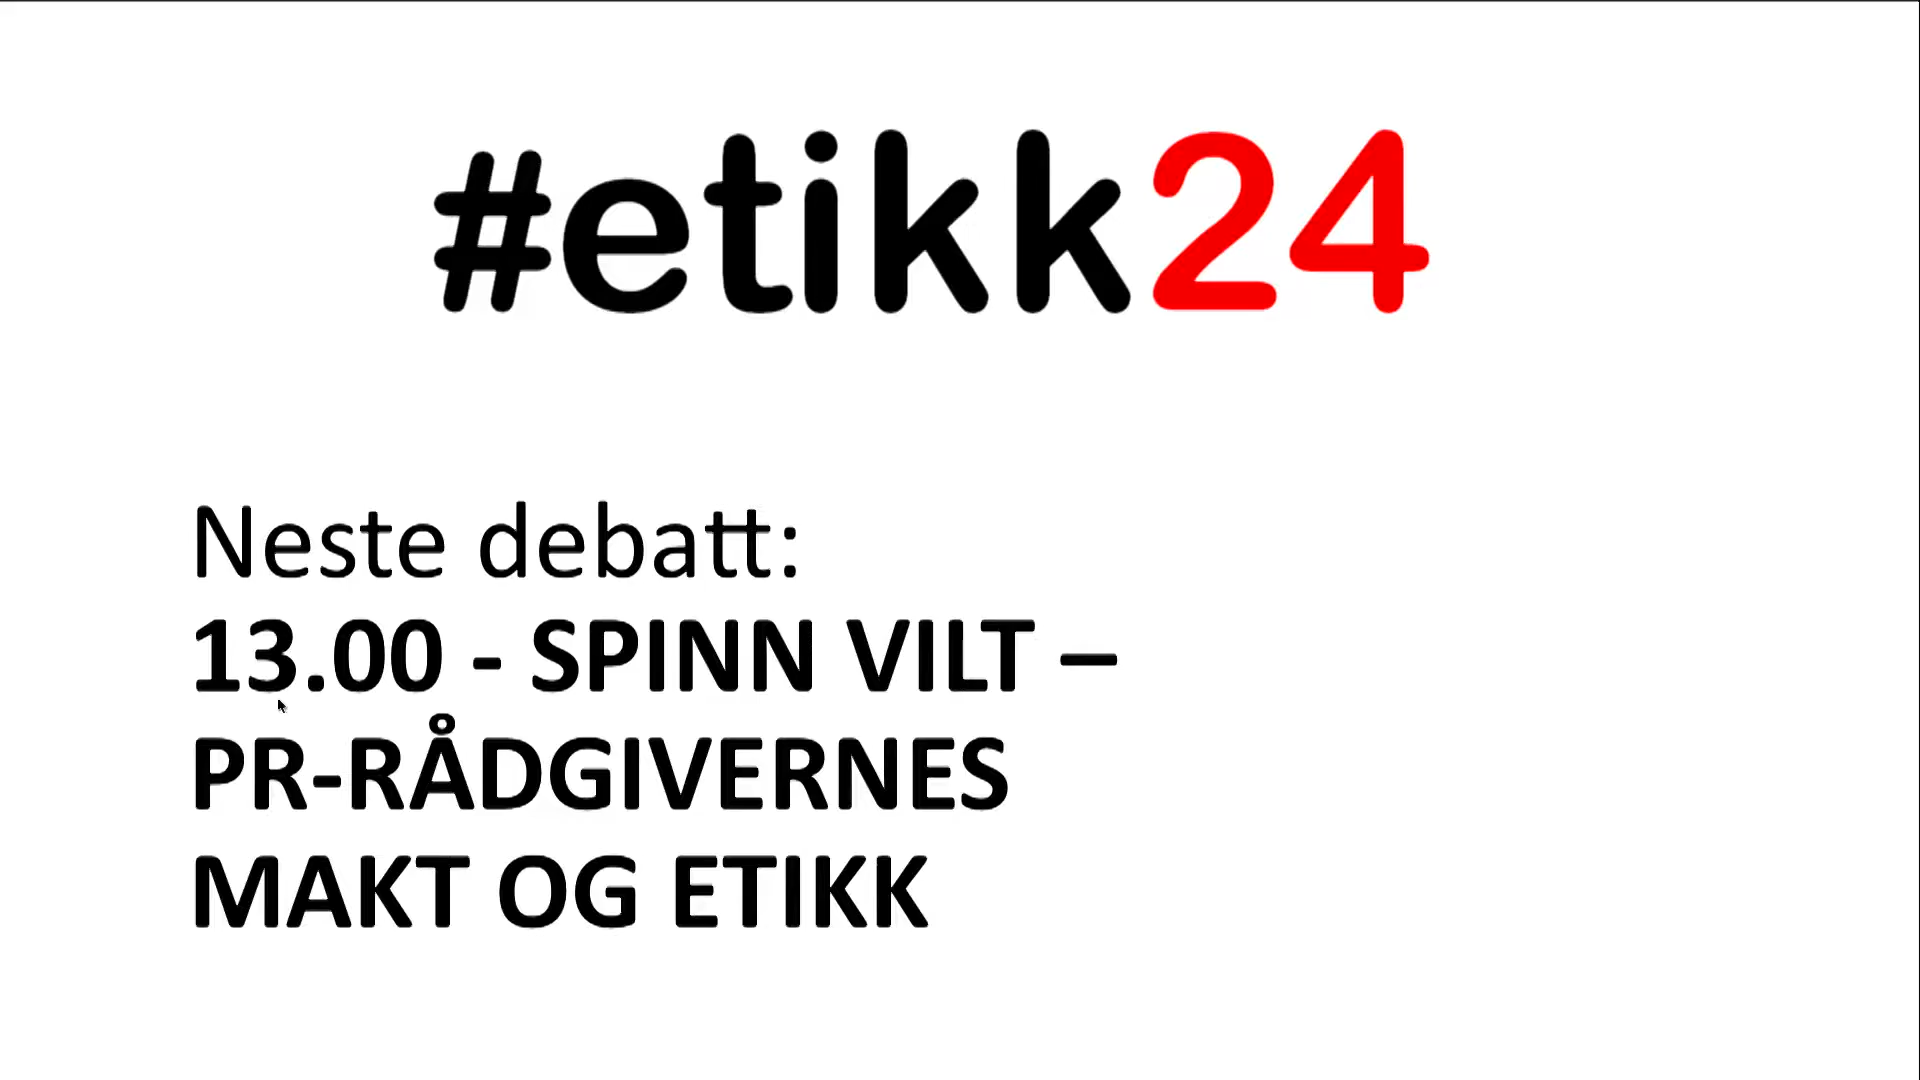 #etikk24
Neste debatt:
13.00 - SPINN VILT –
PR-RÅDGIVERNES
MAKT OG ETIKK